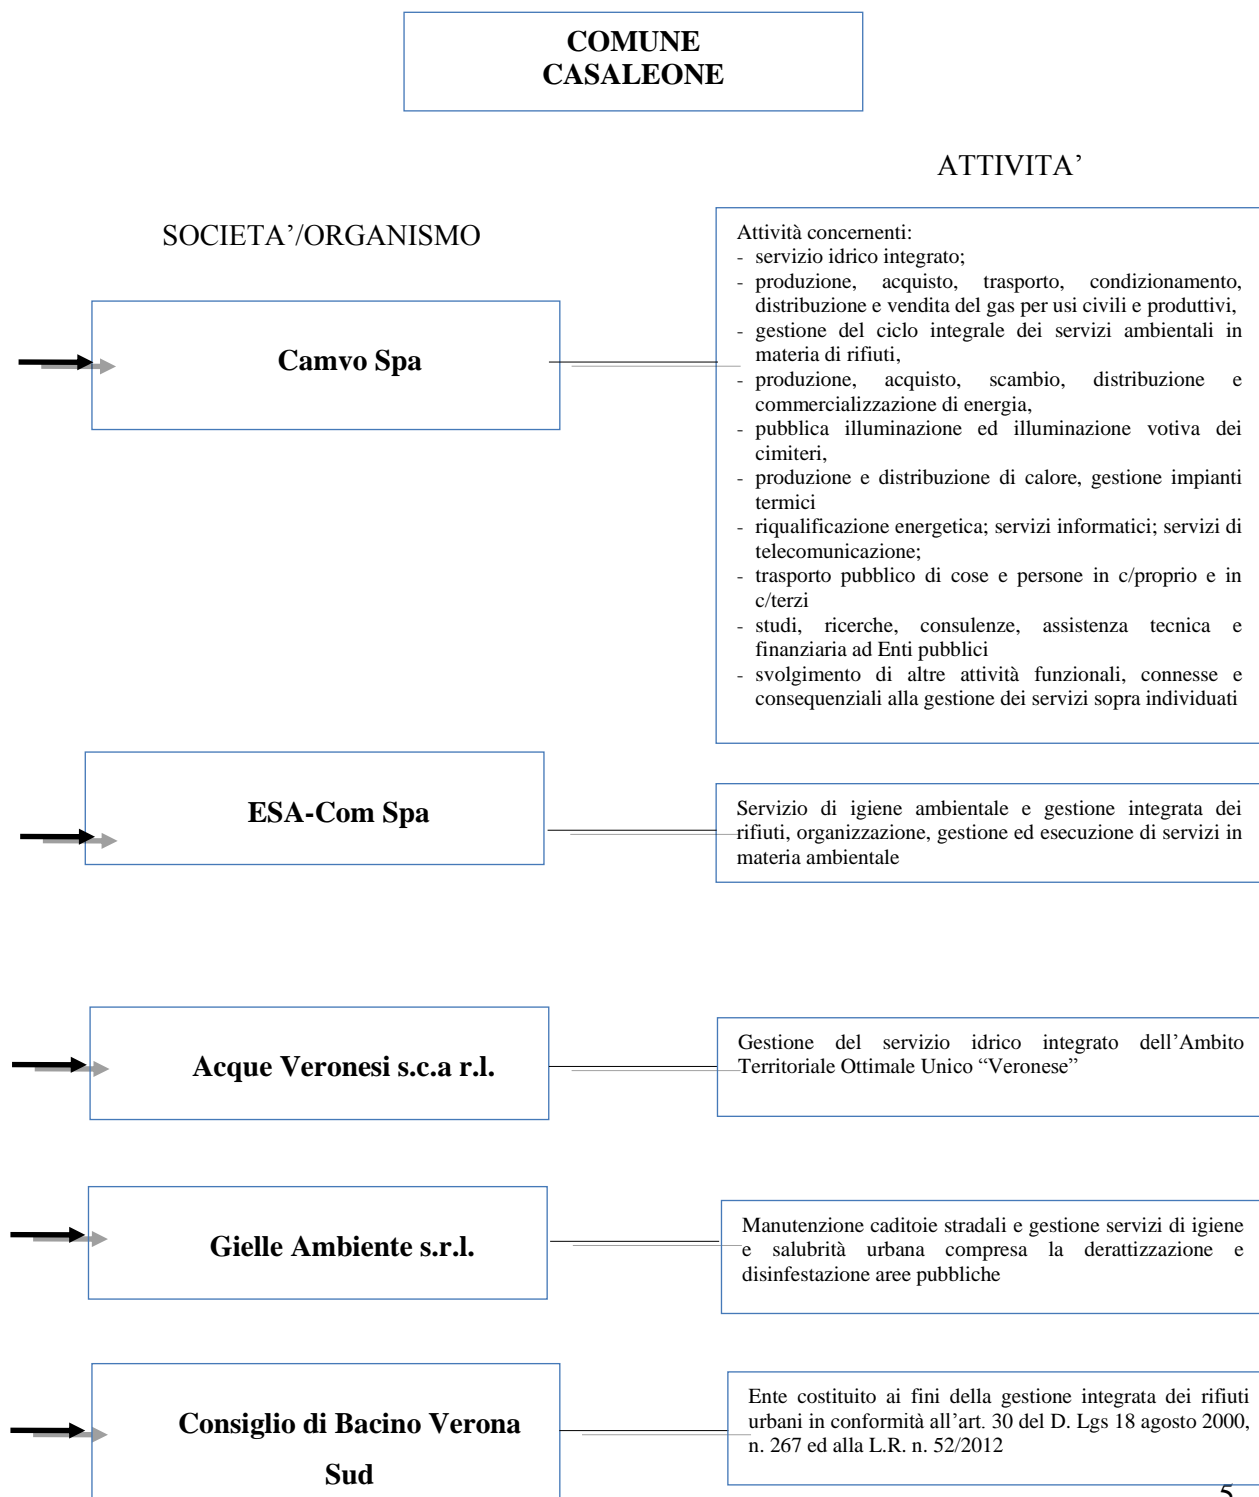 COMUNE
CASALEONE
ATTIVITA’
SOCIETA’/ORGANISMO
Attività concernenti:
- servizio idrico integrato;
- produzione, acquisto, trasporto, condizionamento,
distribuzione e vendita del gas per usi civili e produttivi,
- gestione del ciclo integrale dei servizi ambientali in
materia di rifiuti,
- produzione, acquisto, scambio, distribuzione e
commercializzazione di energia,
- pubblica illuminazione ed illuminazione votiva dei
cimiteri,
- produzione e distribuzione di calore, gestione impianti
termici
- riqualificazione energetica; servizi informatici; servizi di
telecomunicazione;
- trasporto pubblico di cose e persone in c/proprio e in
c/terzi
- studi, ricerche, consulenze, assistenza tecnica e
finanziaria ad Enti pubblici
- svolgimento di altre attività funzionali, connesse e
consequenziali alla gestione dei servizi sopra individuati
Camvo Spa
ESA-Com Spa
Servizio di igiene ambientale e gestione integrata dei
rifiuti, organizzazione, gestione ed esecuzione di servizi in
materia ambientale
Acque Veronesi s.c.a r.l.
Gestione del servizio idrico integrato dell’Ambito
Territoriale Ottimale Unico “Veronese”
Gielle Ambiente s.r.l.
Manutenzione caditoie stradali e gestione servizi di igiene
e salubrità urbana compresa la derattizzazione e
disinfestazione aree pubbliche
Consiglio di Bacino Verona
Sud
Ente costituito ai fini della gestione integrata dei rifiuti
urbani in conformità all’art. 30 del D. Lgs 18 agosto 2000,
n. 267 ed alla L.R. n. 52/2012
5